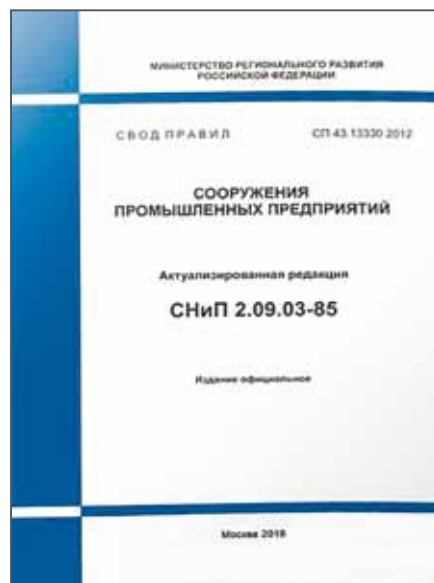 МИНИСТЕРСТВО РЕГИОНАЛЬНОГО РАЗВИТИЯ
РОССИЙСКОЙ ФЕДЕРАЦИИ
СВОД ПРАВИЛ СП 43.13330.2012
СООРУЖЕНИЯ
ПРОМЫШЛЕННЫХ ПРЕДПРИЯТИЙ
Актуализированная редакция
СНиП 2.09.03-85
Издание официальное
Москва 2018